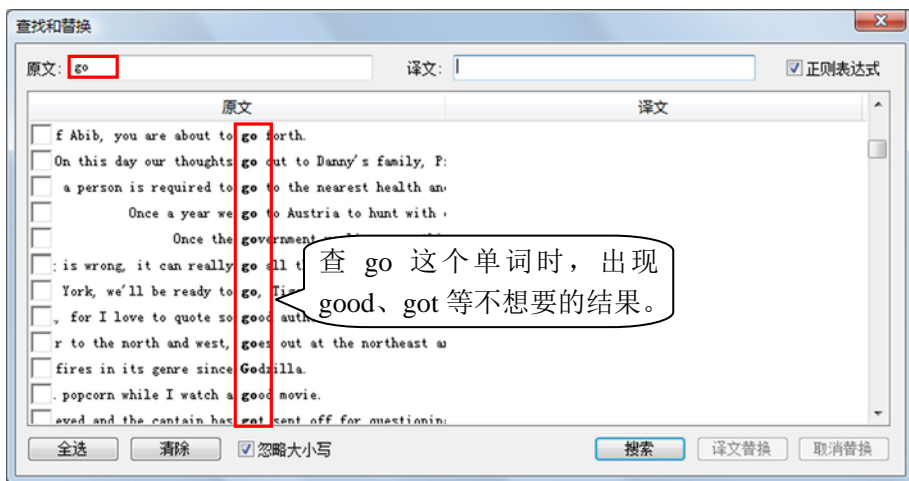 查找和替换
原文: go 译文: 正则表达式
原文 译文
f Abib, you are about to go forth.
On this day our thoughts go out to Danny's family, P
a person is required to go to the nearest health an
Once a year we go to Austria to hunt with
Once the government
: is wrong, it can really go all t
York, we'll be ready to go, Ti
, for I love to quote so good auth
r to the north and west, goes out at the northeast a
fires in its genre since Godzilla.
. popcorn while I watch a good movie.
eyed and the captain has got sent off for questionin
查 go 这个单词时，出现
good、got 等不想要的结果。
全选 清除 忽略大小写 搜索 译文替换 取消替换